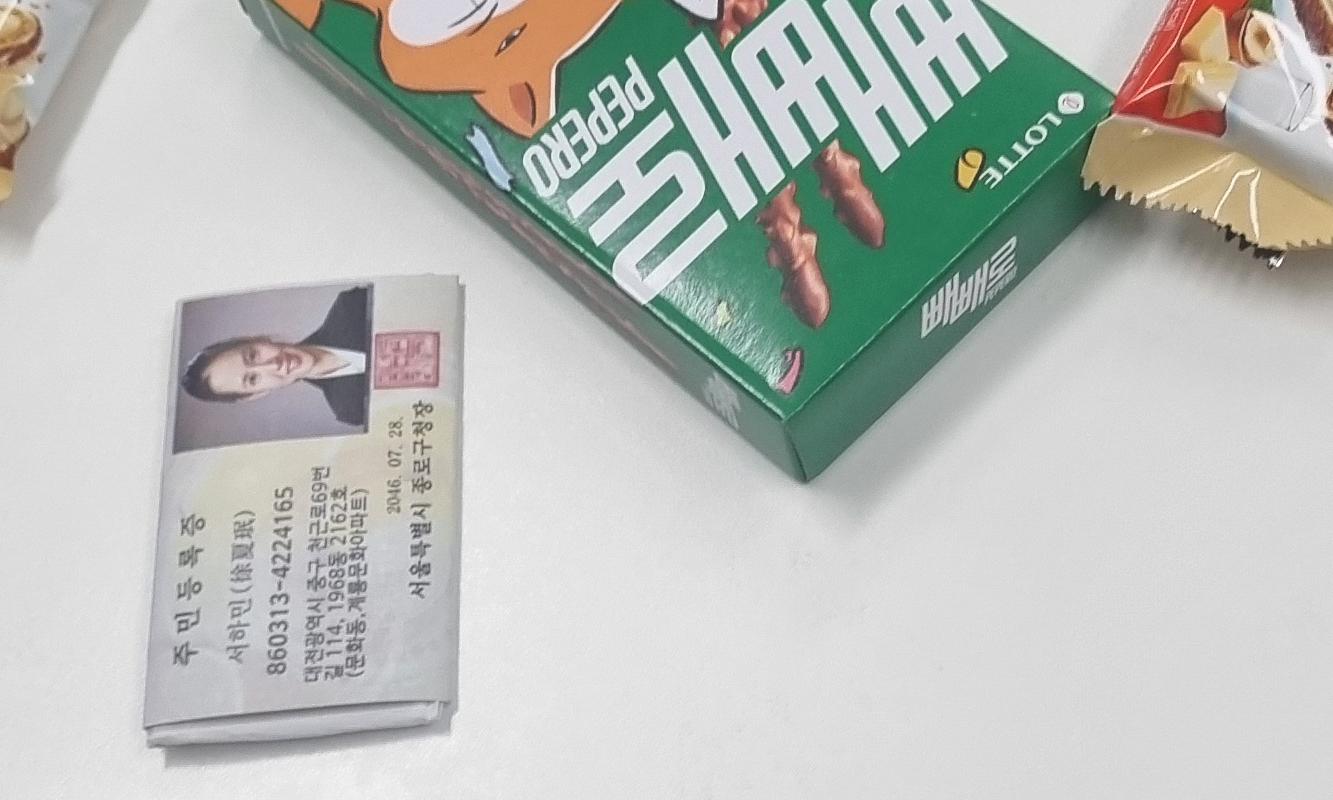 주민등록증
서하민(徐夏珉)
860313-4224165
대전광역시 중구 천근로69번
길 114, 1968동 2162호
(문화동,계룡문화아파트)
2046. 07. 28.
서울특별시 종로구청장
빼빼로
PEPERO
LOTTE
빼빼로
PEPERO